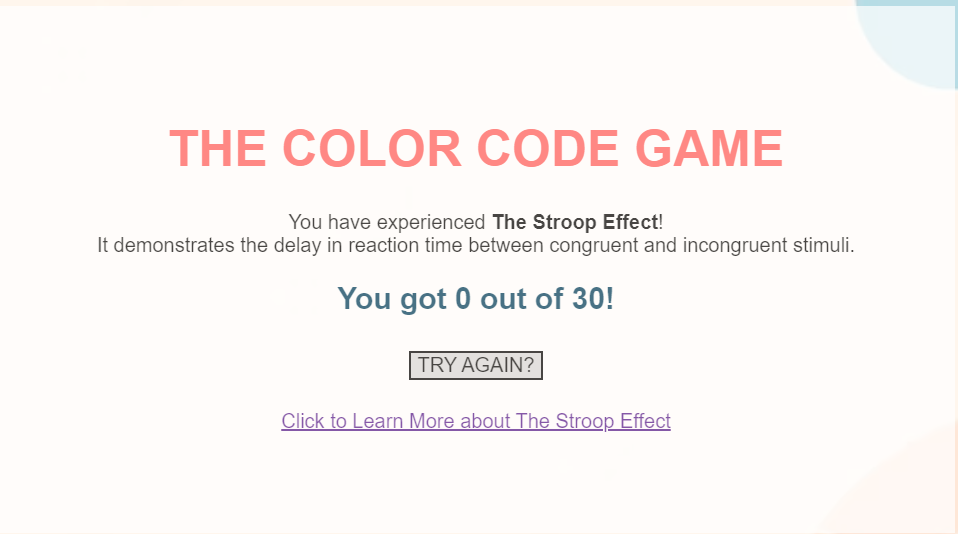 THE COLOR CODE GAME
You have experienced The Stroop Effect!
It demonstrates the delay in reaction time between congruent and incongruent stimuli.
You got 0 out of 30!
TRY AGAIN?
Click to Learn More about The Stroop Effect